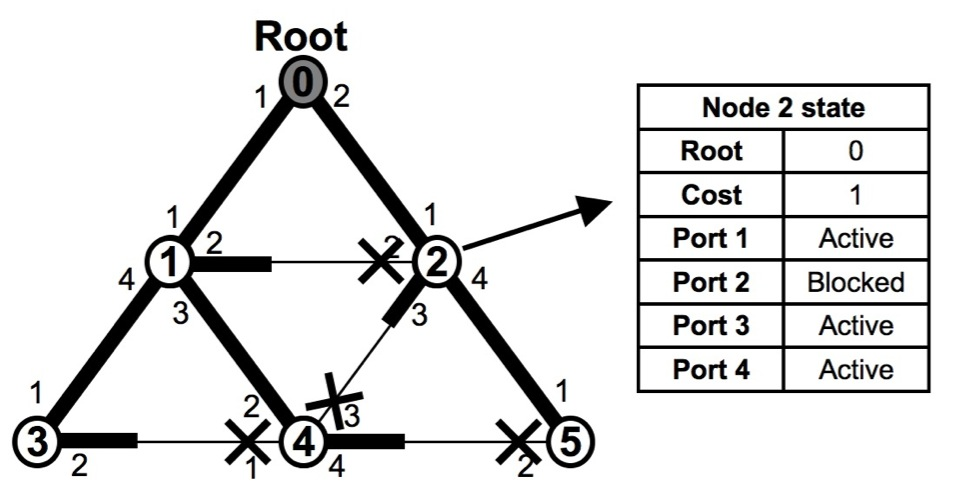 Root
0
1 2
Node 2 state
Root 0
Cost 1
Port 1 Active
Port 2 Blocked
Port 3 Active
Port 4 Active
1 1
2 2
1 2
4 3 3 4
1 2 3 1
3 4 5
2 1 4 2